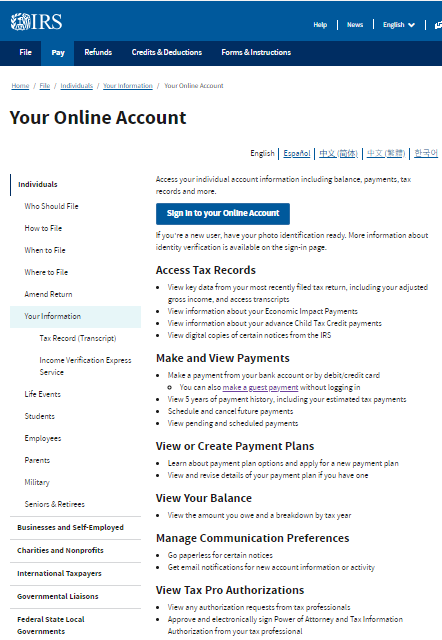 IRS
Help | News | English
File Pay Refunds Credits & Deductions Forms & Instructions
Home / File / Individuals / Your Information / Your Online Account
Your Online Account
English | Español | 中文 (简体) | 中文 (繁體) | 한국어
Individuals
Who Should File
How to File
When to File
Where to File
Amend Return
Your Information
Tax Record (Transcript)
Income Verification Express
Service
Life Events
Students
Employees
Parents
Military
Seniors & Retirees
Businesses and Self-Employed
Charities and Nonprofits
International Taxpayers
Governmental Liaisons
Federal State Local
Governments
Access your individual account information including balance, payments, tax
records and more.
Sign in to your Online Account
If you're a new user, have your photo identification ready. More information about
identity verification is available on the sign-in page.
Access Tax Records
• View key data from your most recently filed tax return, including your adjusted
gross income, and access transcripts
• View information about your Economic Impact Payments
• View information about your advance Child Tax Credit payments
• View digital copies of certain notices from the IRS
Make and View Payments
• Make a payment from your bank account or by debit/credit card
○ You can also make a guest payment without logging in
• View 5 years of payment history, including your estimated tax payments
• Schedule and cancel future payments
• View pending and scheduled payments
View or Create Payment Plans
• Learn about payment plan options and apply for a new payment plan
• View and revise details of your payment plan if you have one
View Your Balance
• View the amount you owe and a breakdown by tax year
Manage Communication Preferences
• Go paperless for certain notices
• Get email notifications for new account information or activity
View Tax Pro Authorizations
• View any authorization requests from tax professionals
• Approve and electronically sign Power of Attorney and Tax Information
Authorization from your tax professional